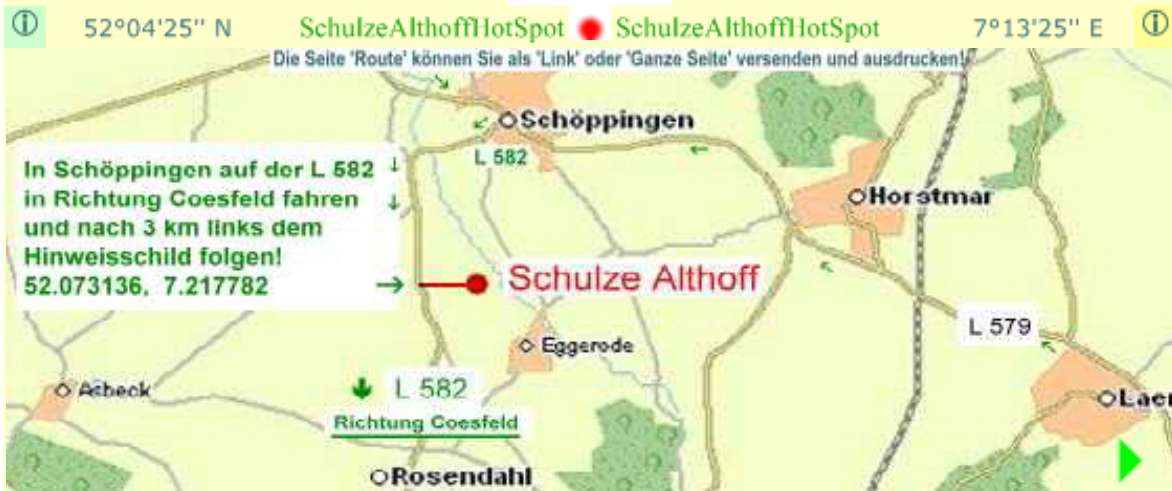 52°04'25'' N SchulzeAlthoffHotSpot SchulzeAlthoffHotSpot 7°13'25'' E
Die Seite 'Route' können Sie als 'Link' oder 'Ganze Seite' versenden und ausdrucken!
Schöppingen
L 582
In Schöppingen auf der L 582
in Richtung Coesfeld fahren
und nach 3 km links dem
Hinweisschild folgen!
52.073136, 7.217782
Horstmar
Schulze Althoff
L 579
Eggerode
Asbeck
L 582
Richtung Coesfeld
Laer
Rosendahl